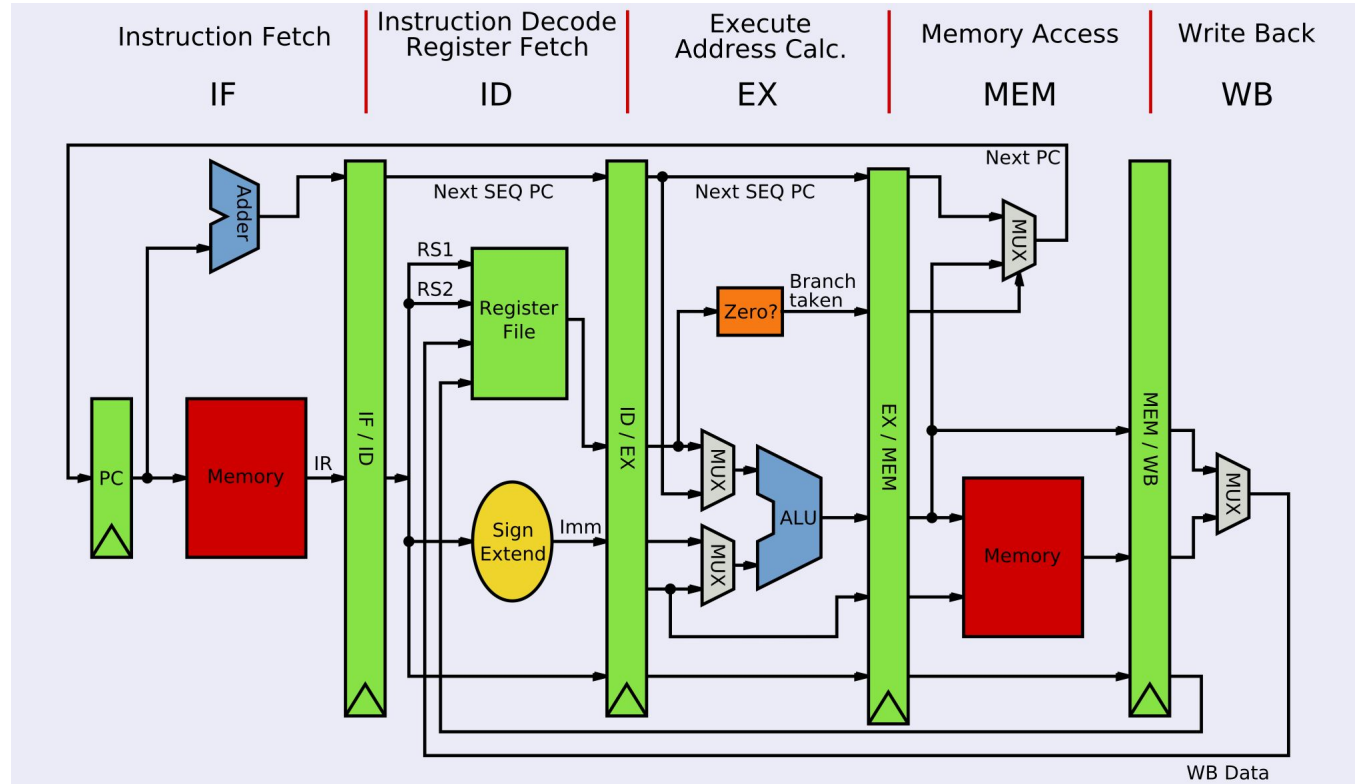 Instruction Fetch
IF
Instruction Decode
Register Fetch
ID
Execute
Address Calc.
EX
Memory Access
MEM
Write Back
WB
Next PC
Adder
Next SEQ PC
Next SEQ PC
MUX
RS1
RS2
Register
File
Branch
taken
Zero?
IF / ID
ID / EX
EX / MEM
MEM / WB
PC
Memory
IR
MUX
ALU
MUX
Sign
Extend
Imm
MUX
Memory
WB Data